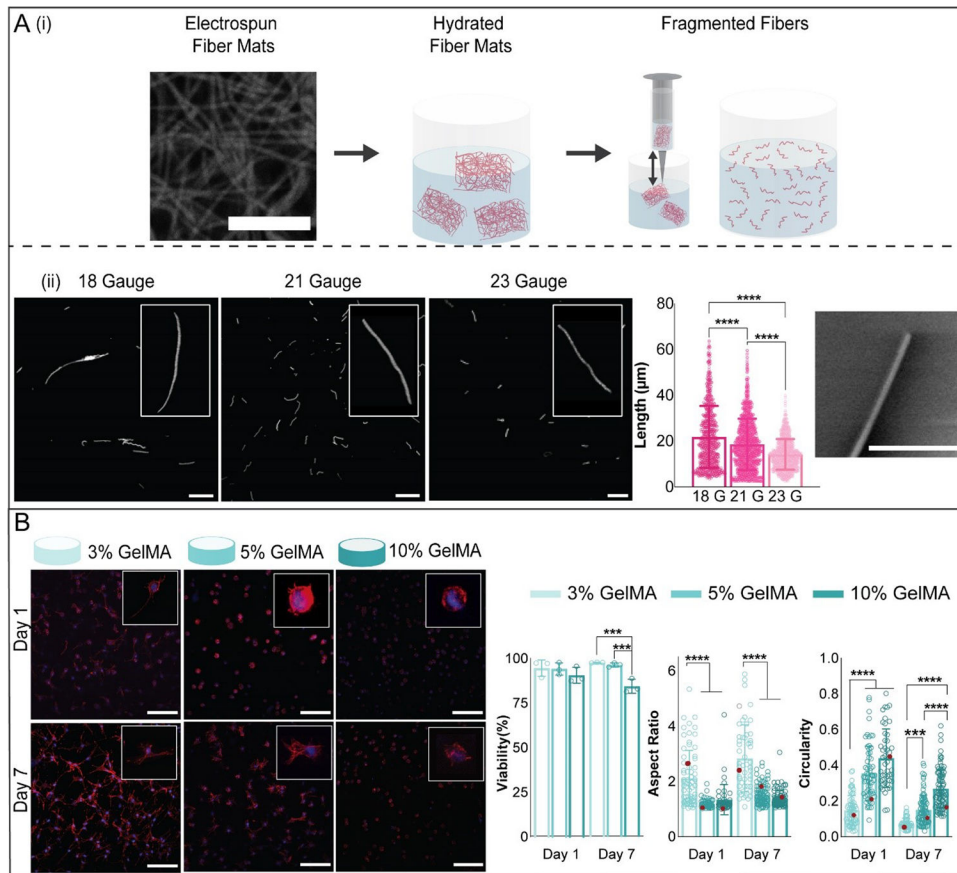 A (i)
Electrospun
Fiber Mats
Hydrated
Fiber Mats
Fragmented Fibers
(ii)
18 Gauge
21 Gauge
23 Gauge
Length (μm)
80
60
40
20
0
****
****
****
18 G 21 G 23 G
B
3% GelMA
5% GelMA
10% GelMA
Day 1
Day 7
3% GelMA
5% GelMA
10% GelMA
Viability(%)
100
75
50
25
0
***
***
Day 1 Day 7
Aspect Ratio
6
4
2
0
****
****
Day 1 Day 7
Circularity
1.0
0.8
0.6
0.4
0.2
0.0
****
****
****
***
Day 1 Day 7